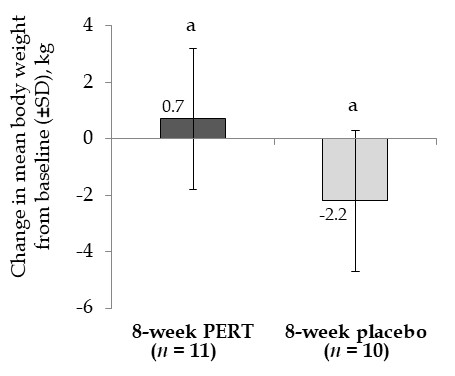 Change in mean body weight
from baseline (±SD), kg
4
2
0
-2
-4
-6
a
0.7
a
-2.2
8-week PERT
(n = 11)
8-week placebo
(n = 10)